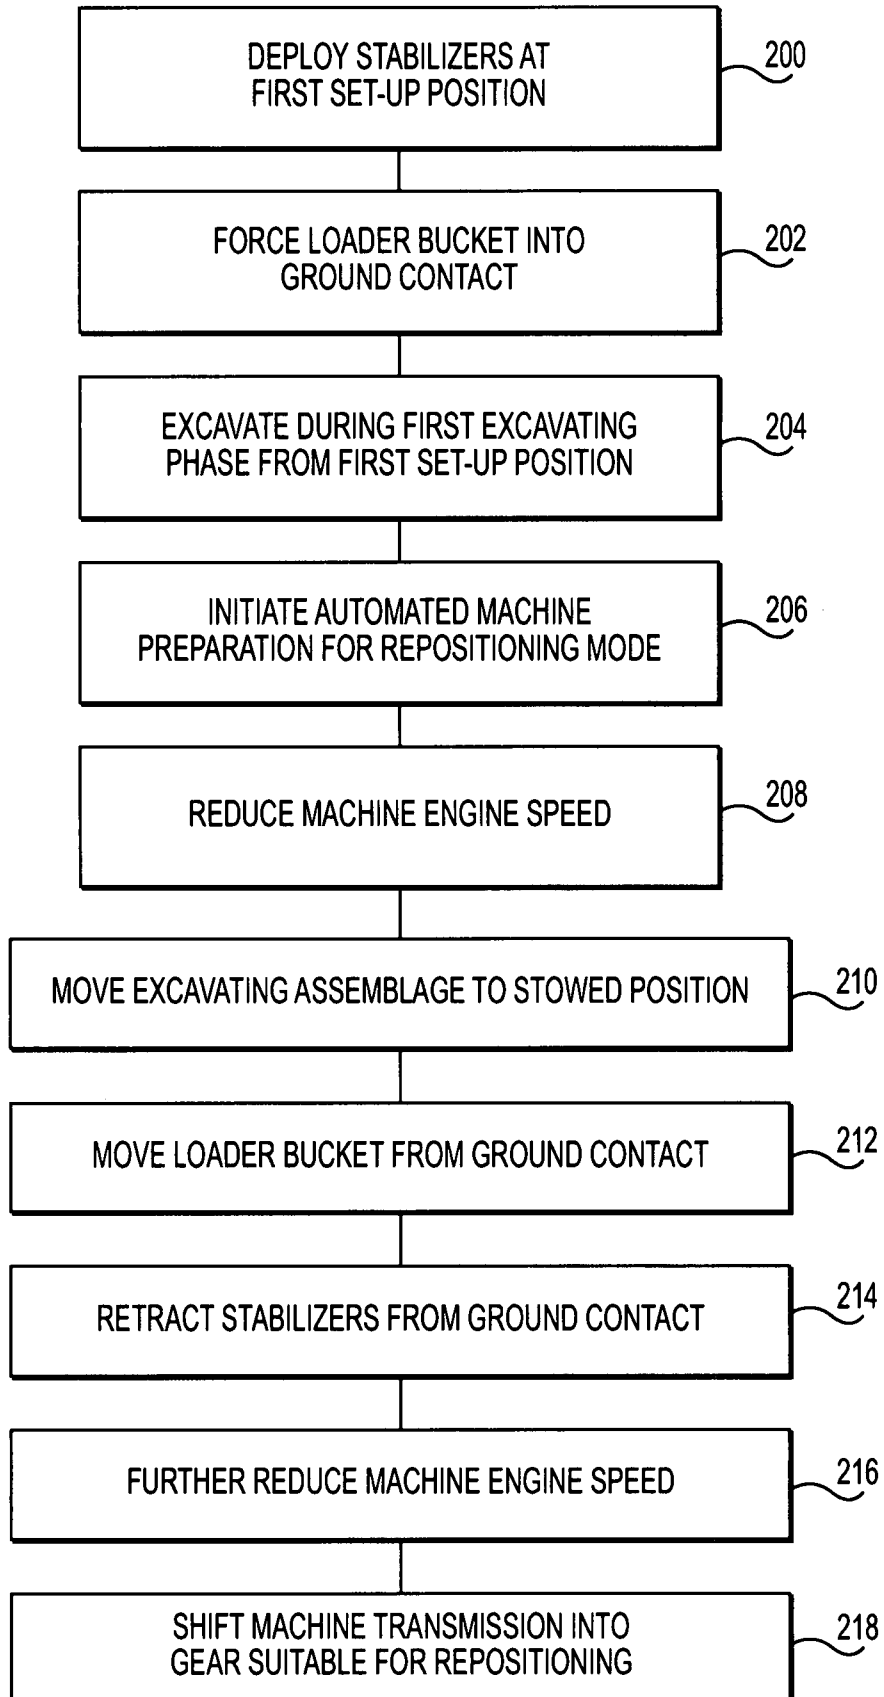 DEPLOY STABILIZERS AT
FIRST SET-UP POSITION
200
FORCE LOADER BUCKET INTO
GROUND CONTACT
202
EXCAVATE DURING FIRST EXCAVATING
PHASE FROM FIRST SET-UP POSITION
204
INITIATE AUTOMATED MACHINE
PREPARATION FOR REPOSITIONING MODE
206
REDUCE MACHINE ENGINE SPEED
208
MOVE EXCAVATING ASSEMBLAGE TO STOWED POSITION
210
MOVE LOADER BUCKET FROM GROUND CONTACT
212
RETRACT STABILIZERS FROM GROUND CONTACT
214
FURTHER REDUCE MACHINE ENGINE SPEED
216
SHIFT MACHINE TRANSMISSION INTO
GEAR SUITABLE FOR REPOSITIONING
218